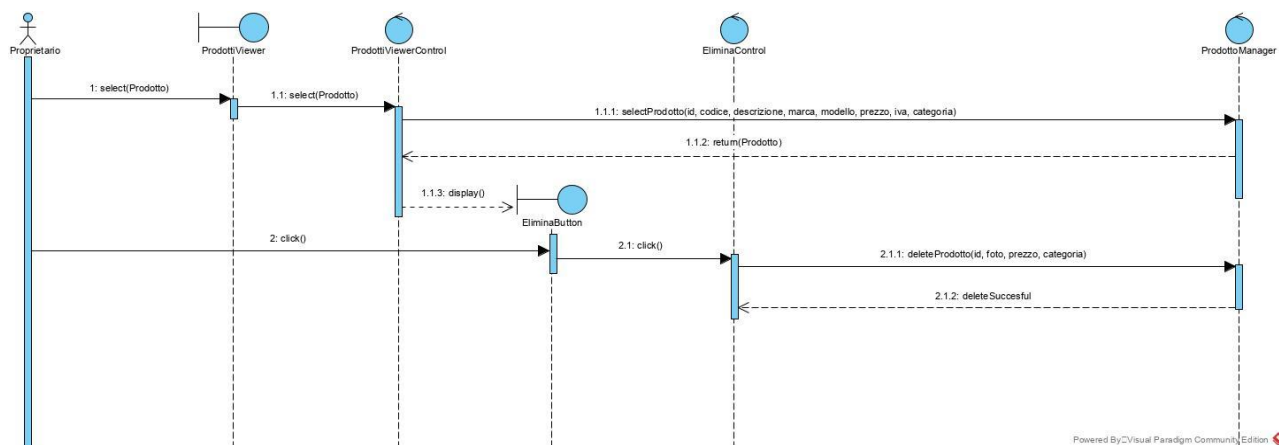 Proprietario
ProdottiViewer
ProdottiViewerControl
EliminaControl
ProdottoManager
1: select(Prodotto)
1.1: select(Prodotto)
1.1.1: selectProdotto(id, codice, descrizione, marca, modello, prezzo, iva, categoria)
1.1.2: return(Prodotto)
1.1.3: display()
EliminaButton
2: click()
2.1: click()
2.1.1: deleteProdotto(id, foto, prezzo, categoria)
2.1.2: deleteSuccesful
Powered By Visual Paradigm Community Edition